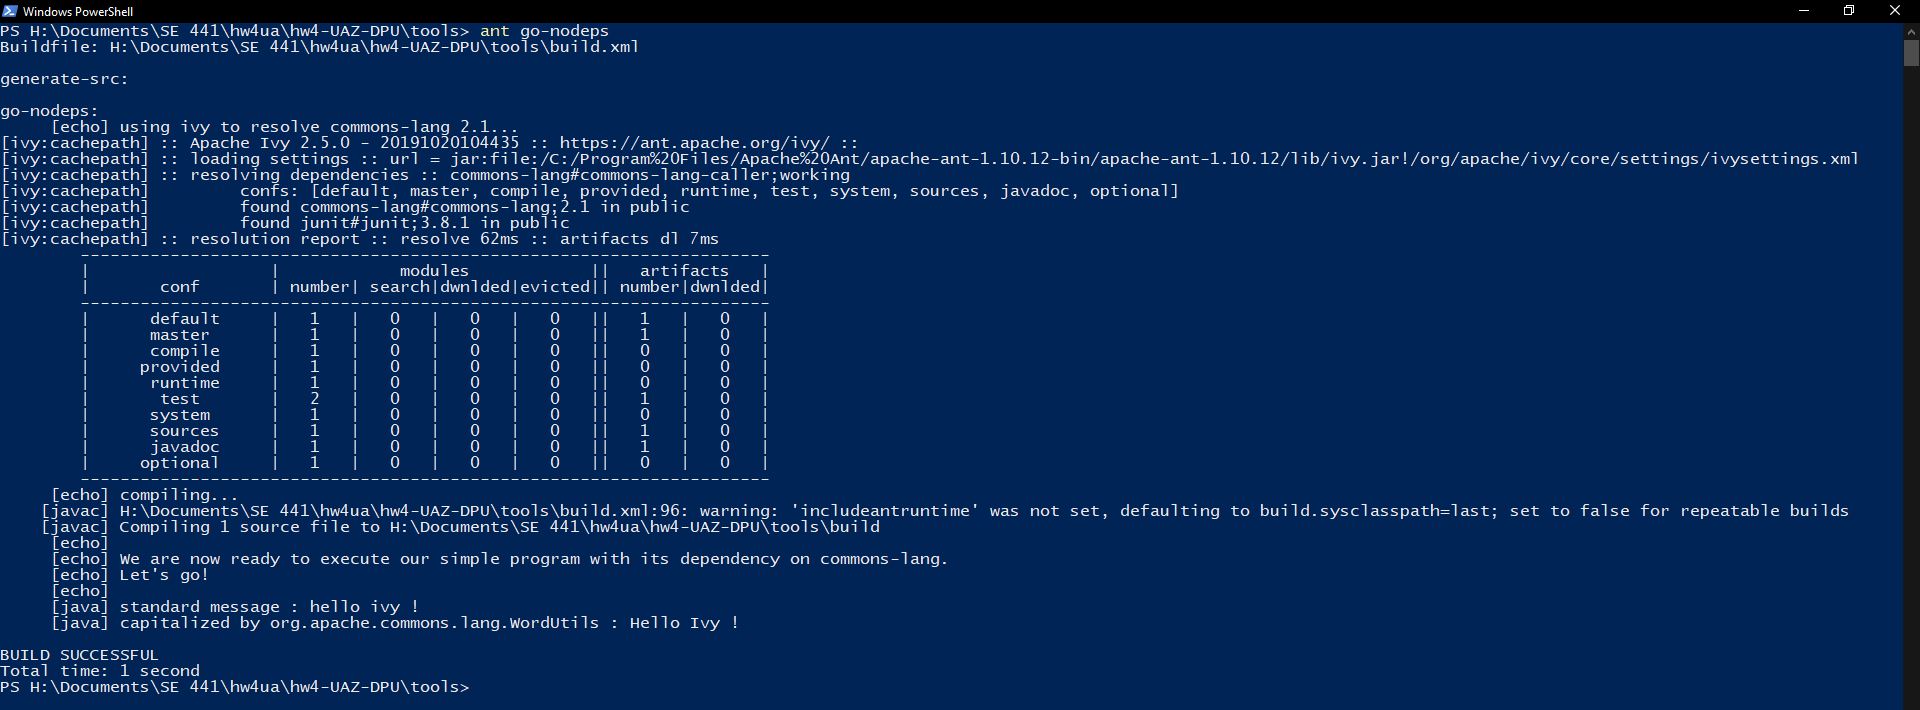 Windows PowerShell
PS H:\Documents\SE 441\hw4ua\hw4-UAZ-DPU\tools> ant go-nodeps
Buildfile: H:\Documents\SE 441\hw4ua\hw4-UAZ-DPU\tools\build.xml

generate-src:

go-nodeps:
     [echo] using ivy to resolve commons-lang 2.1...
[ivy:cachepath] :: Apache Ivy 2.5.0 - 20191020104435 :: https://ant.apache.org/ivy/ ::
[ivy:cachepath] :: loading settings :: url = jar:file:/C:/Program%20Files/Apache%20Ant/apache-ant-1.10.12-bin/apache-ant-1.10.12/lib/ivy.jar!/org/apache/ivy/core/settings/ivysettings.xml
[ivy:cachepath] :: resolving dependencies :: commons-lang#commons-lang-caller;working
[ivy:cachepath]         confs: [default, master, compile, provided, runtime, test, system, sources, javadoc, optional]
[ivy:cachepath]         found commons-lang#commons-lang;2.1 in public
[ivy:cachepath]         found junit#junit;3.8.1 in public
[ivy:cachepath] :: resolution report :: resolve 62ms :: artifacts dl 7ms
        ---------------------------------------------------------------------
        |                  |            modules            ||   artifacts   |
        |       conf       | number| search|dwnlded|evicted|| number|dwnlded|
        ---------------------------------------------------------------------
        |      default     |   1   |   0   |   0   |   0   ||   1   |   0   |
        |      master      |   1   |   0   |   0   |   0   ||   1   |   0   |
        |      compile     |   1   |   0   |   0   |   0   ||   0   |   0   |
        |     provided     |   1   |   0   |   0   |   0   ||   0   |   0   |
        |      runtime     |   1   |   0   |   0   |   0   ||   0   |   0   |
        |       test       |   2   |   0   |   0   |   0   ||   1   |   0   |
        |      system      |   1   |   0   |   0   |   0   ||   0   |   0   |
        |      sources     |   1   |   0   |   0   |   0   ||   1   |   0   |
        |      javadoc     |   1   |   0   |   0   |   0   ||   1   |   0   |
        |     optional     |   1   |   0   |   0   |   0   ||   0   |   0   |
        ---------------------------------------------------------------------
     [echo] compiling...
    [javac] H:\Documents\SE 441\hw4ua\hw4-UAZ-DPU\tools\build.xml:96: warning: 'includeantruntime' was not set, defaulting to build.sysclasspath=last; set to false for repeatable builds
    [javac] Compiling 1 source file to H:\Documents\SE 441\hw4ua\hw4-UAZ-DPU\tools\build
     [echo]
     [echo] We are now ready to execute our simple program with its dependency on commons-lang.
     [echo] Let's go!
     [echo]
     [java] standard message : hello ivy !
     [java] capitalized by org.apache.commons.lang.WordUtils : Hello Ivy !

BUILD SUCCESSFUL
Total time: 1 second
PS H:\Documents\SE 441\hw4ua\hw4-UAZ-DPU\tools>